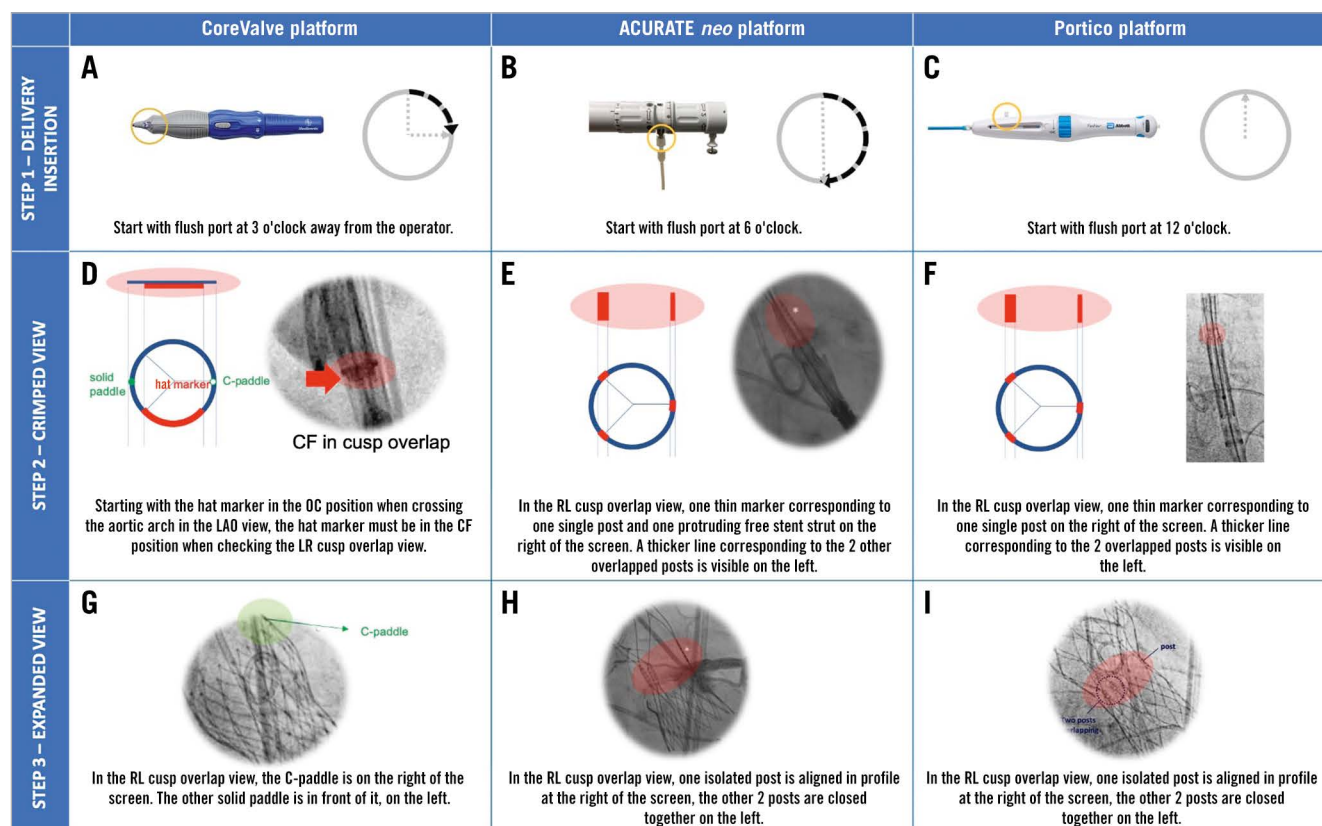 CoreValve platform
ACURATE neo platform
Portico platform
STEP 1 – DELIVERY
INSERTION
A
Start with flush port at 3 o'clock away from the operator.
B
Start with flush port at 6 o'clock.
C
Abbott
Start with flush port at 12 o'clock.
STEP 2 – CRIMPED VIEW
D
solid
paddle
hat marker
C-paddle
CF in cusp overlap
Starting with the hat marker in the OC position when crossing
the aortic arch in the LAO view, the hat marker must be in the CF
position when checking the LR cusp overlap view.
E
In the RL cusp overlap view, one thin marker corresponding to
one single post and one protruding free stent strut on the
right of the screen. A thicker line corresponding to the 2 other
overlapped posts is visible on the left.
F
In the RL cusp overlap view, one thin marker corresponding to
one single post on the right of the screen. A thicker line
corresponding to the 2 overlapped posts is visible on
the left.
STEP 3 – EXPANDED VIEW
G
C-paddle
In the RL cusp overlap view, the C-paddle is on the right of the
screen. The other solid paddle is in front of it, on the left.
H
In the RL cusp overlap view, one isolated post is aligned in profile
at the right of the screen, the other 2 posts are closed
together on the left.
I
post
posts
In the RL cusp overlap view, one isolated post is aligned in profile
at the right of the screen, the other 2 posts are closed
together on the left.